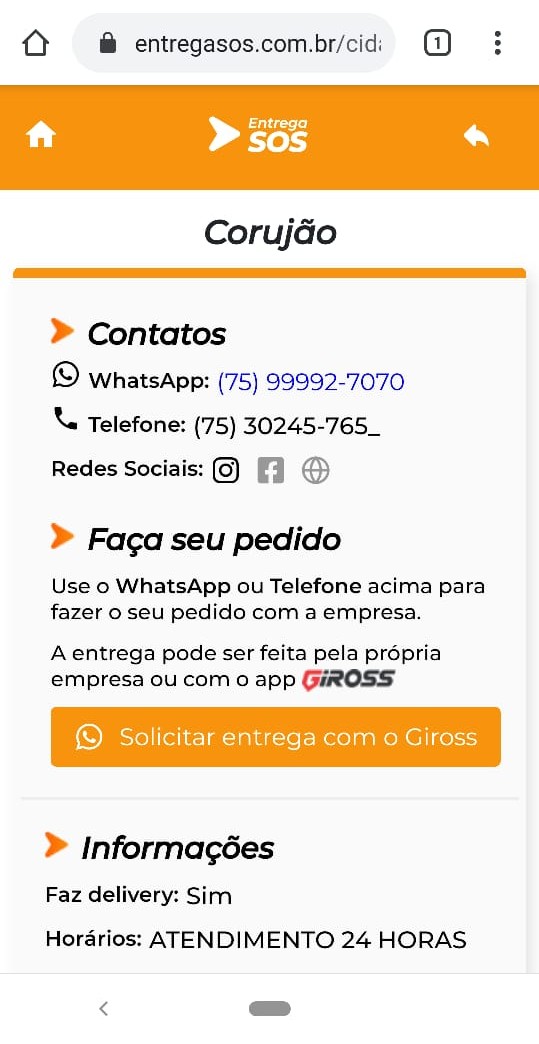 entregasos.com.br/cida
1
Entrega
SOS
Corujão
Contatos
WhatsApp: (75) 99992-7070
Telefone: (75) 30245-765_
Redes Sociais:
Faça seu pedido
Use o WhatsApp ou Telefone acima para
fazer o seu pedido com a empresa.
A entrega pode ser feita pela própria
empresa ou com o app GiROSS
Solicitar entrega com o Giross
Informações
Faz delivery: Sim
Horários: ATENDIMENTO 24 HORAS